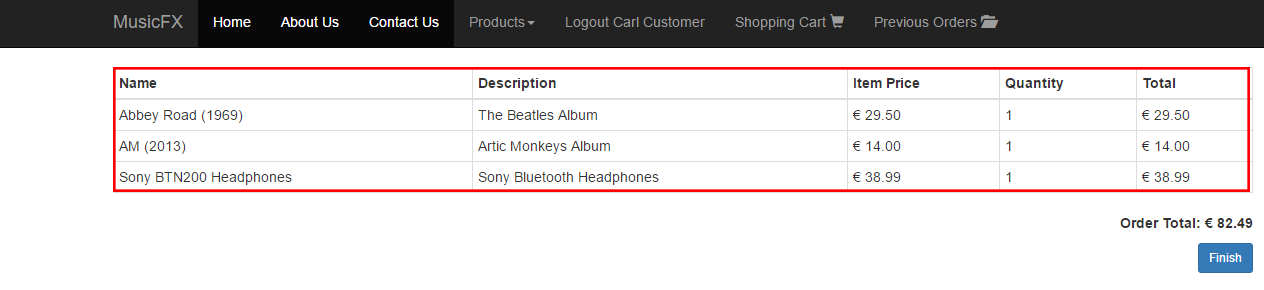 MusicFX Home About Us Contact Us Products Logout Carl Customer Shopping Cart Previous Orders
Name Description Item Price Quantity Total
Abbey Road (1969) The Beatles Album € 29.50 1 € 29.50
AM (2013) Artic Monkeys Album € 14.00 1 € 14.00
Sony BTN200 Headphones Sony Bluetooth Headphones € 38.99 1 € 38.99
Order Total: € 82.49
Finish